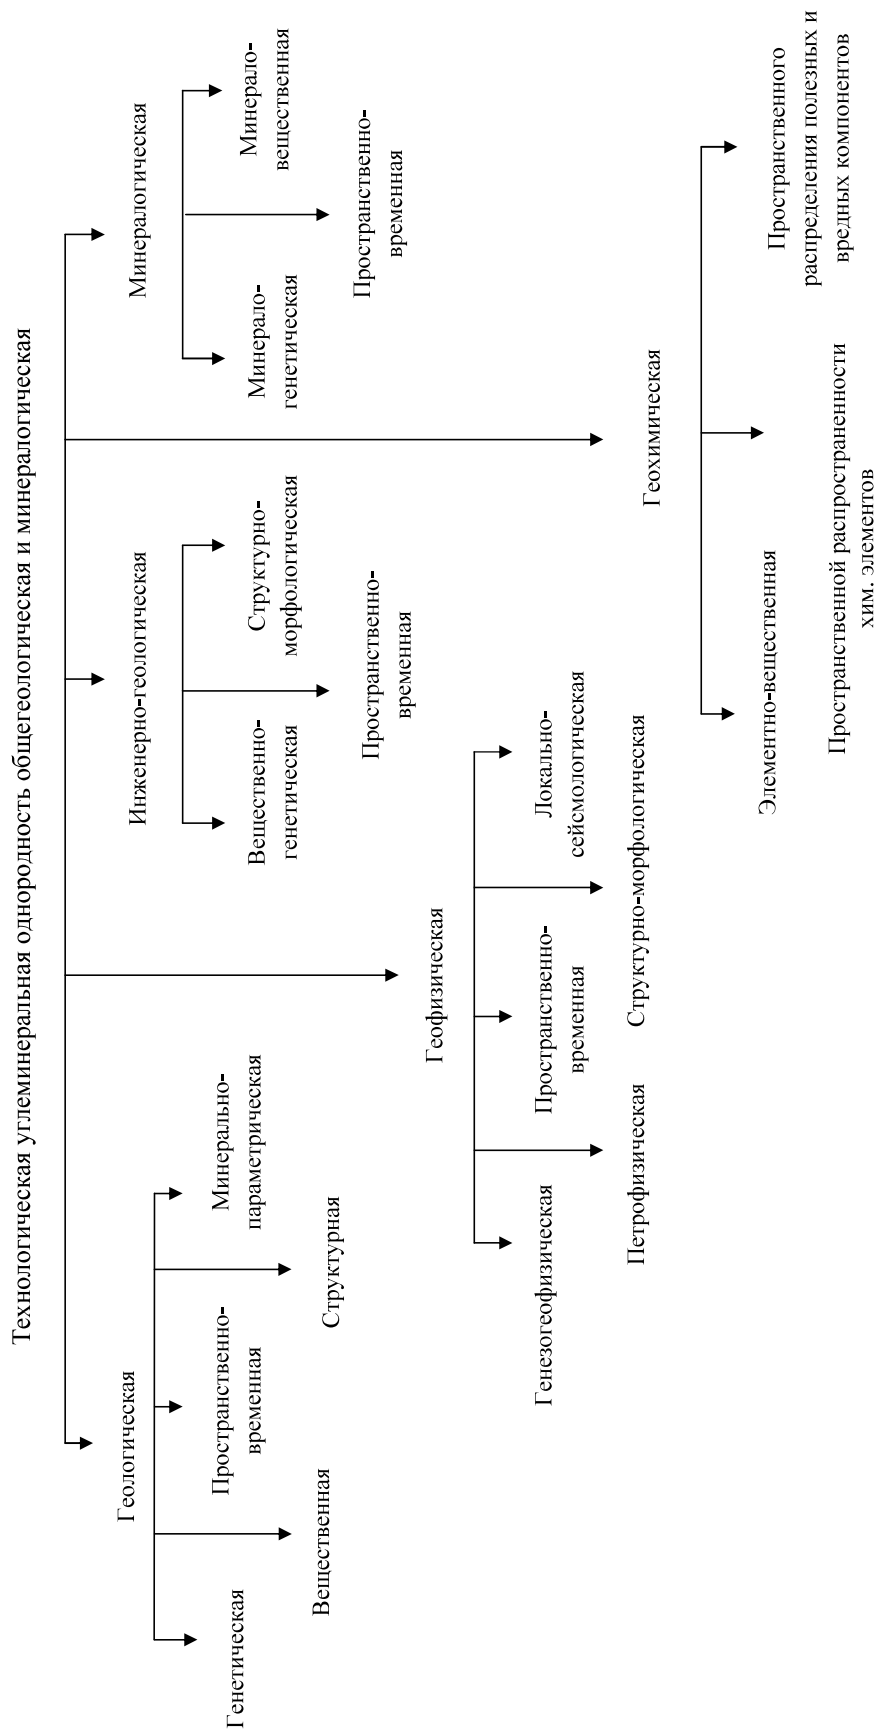 Технологическая углеминеральная однородность общегеологическая и минералогическая
Геологическая
Генетическая
Вещественная
Пространственно-
временная
Структурная
Минерально-
параметрическая
Геофизическая
Генезогеофизическая
Петрофизическая
Пространственно-
временная
Структурно-морфологическая
Локально-
сейсмологическая
Инженерно-геологическая
Вещественно-
генетическая
Пространственно-
временная
Структурно-
морфологическая
Геохимическая
Элементно-вещественная
Пространственной распространенности
хим. элементов
Пространственного
распределения полезных и
вредных компонентов
Минералогическая
Минерало-
генетическая
Пространственно-
временная
Минерало-
вещественная